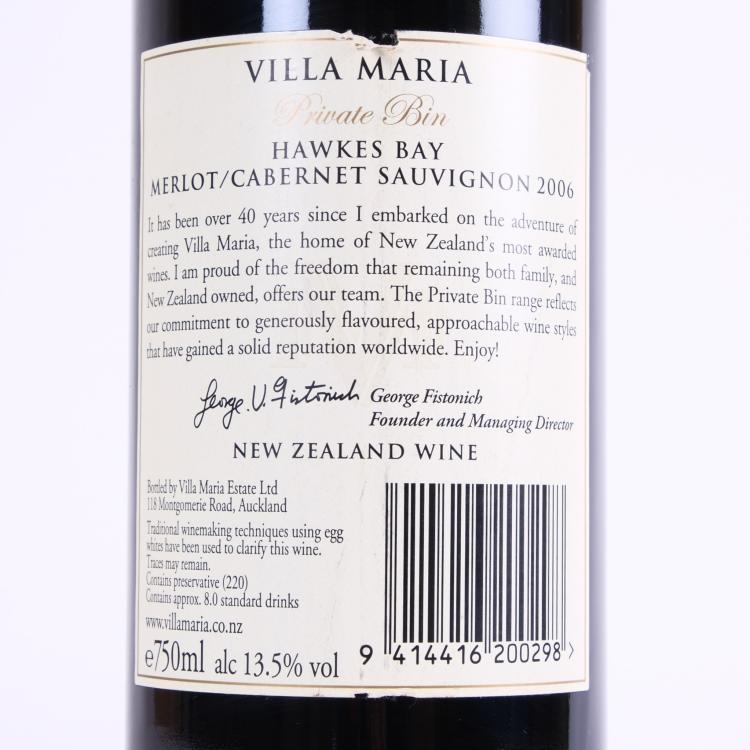 VILLA MARIA
Private Bin
HAWKES BAY
MERLOT/CABERNET SAUVIGNON 2006
It has been over 40 years since I embarked on the adventure of
creating Villa Maria, the home of New Zealand's most awarded
wines. I am proud of the freedom that remaining both family, and
New Zealand owned, offers our team. The Private Bin range reflects
our commitment to generously flavoured, approachable wine styles
that have gained a solid reputation worldwide. Enjoy!
George V. Fistonich
George Fistonich
Founder and Managing Director
NEW ZEALAND WINE
Bottled by Villa Maria Estate Ltd
118 Montgomerie Road, Auckland
Traditional winemaking techniques using egg
whites have been used to clarify this wine.
Traces may remain.
Contains preservative (220)
Contains approx. 8.0 standard drinks
www.villamaria.co.nz
e750ml alc 13.5% vol
9 414416 200298 >